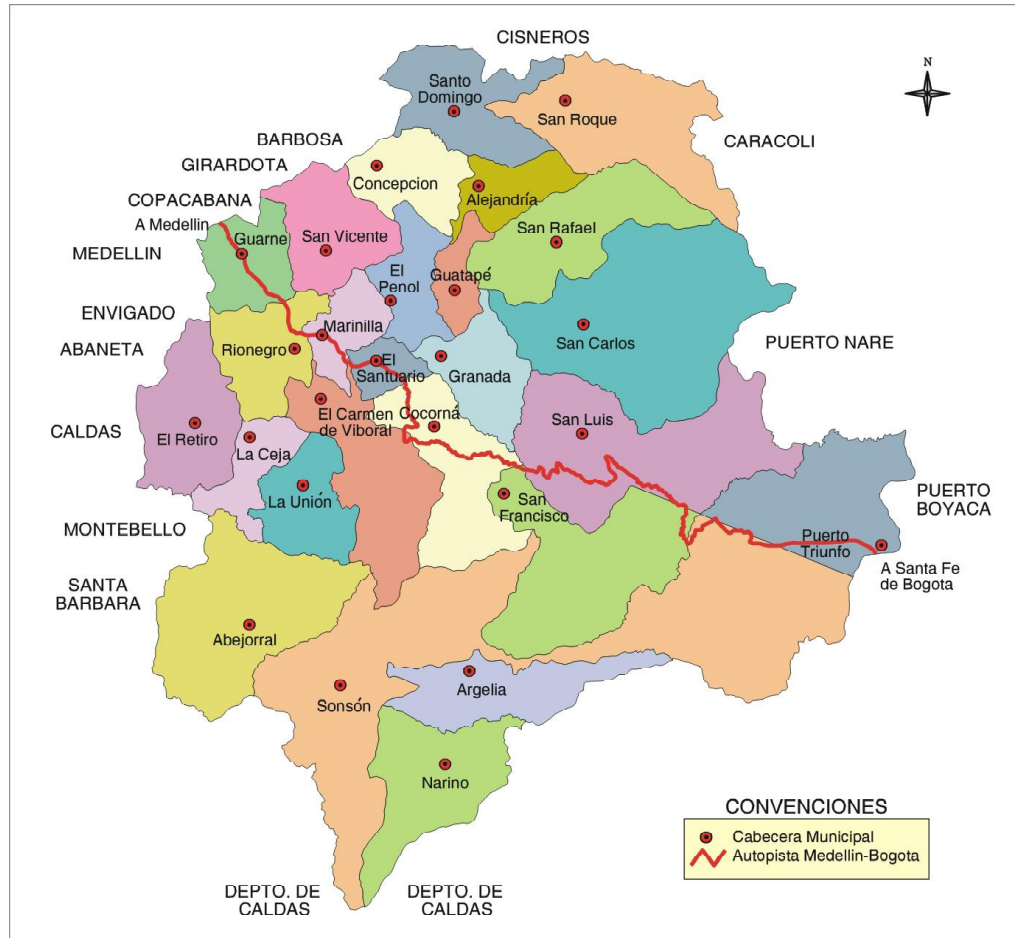 CISNEROS
N
Santo
Domingo
San Roque
CARACOLI
BARBOSA
GIRARDOTA
Concepcion
Alejandría
COPACABANA
A Medellin
Guarne
San Vicente
San Rafael
MEDELLIN
El
Penol
Guatapé
ENVIGADO
Marinilla
San Carlos
ABANETA
Rionegro
El
Santuario
Granada
PUERTO NARE
El Carmen
de Viboral
Cocorná
San Luis
CALDAS
El Retiro
La Ceja
La Unión
San
Francisco
PUERTO
BOYACA
MONTEBELLO
Puerto
Triunfo
A Santa Fe
de Bogota
SANTA
BARBARA
Abejorral
Sonsón
Argelia
Narino
CONVENCIONES
Cabecera Municipal
Autopista Medellin-Bogota
DEPTO. DE
CALDAS
DEPTO. DE
CALDAS